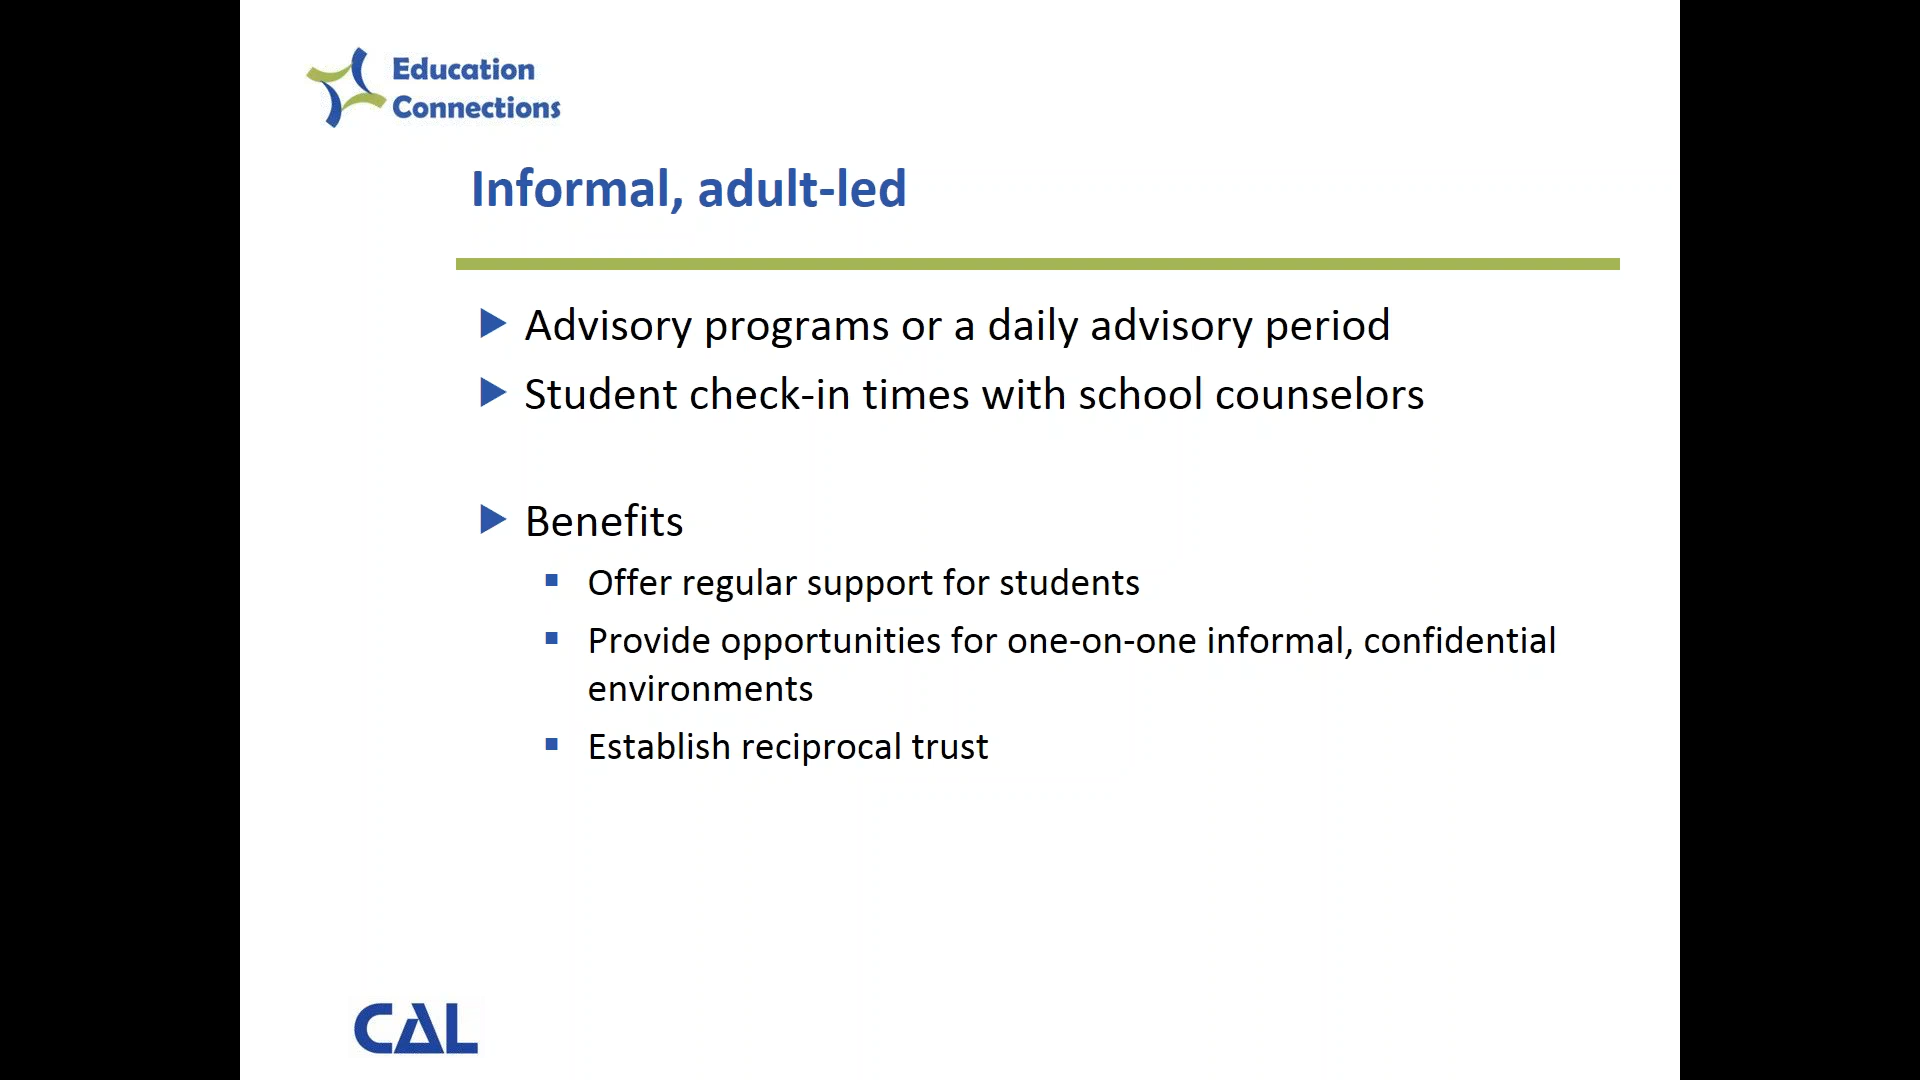 Education
Connections
Informal, adult-led
Advisory programs or a daily advisory period
Student check-in times with school counselors
Benefits
Offer regular support for students
Provide opportunities for one-on-one informal, confidential
environments
Establish reciprocal trust
CAL